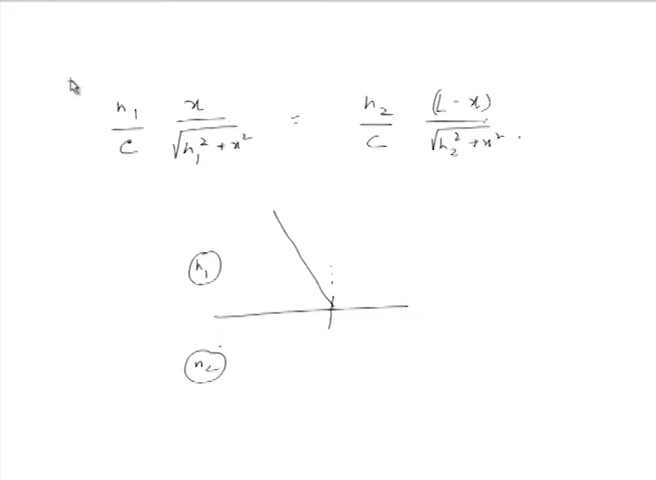 n₁/C x/√(h₁² + x²) = n₂/C (L - x)/√(h₂² + x²) .
n₁
n₂